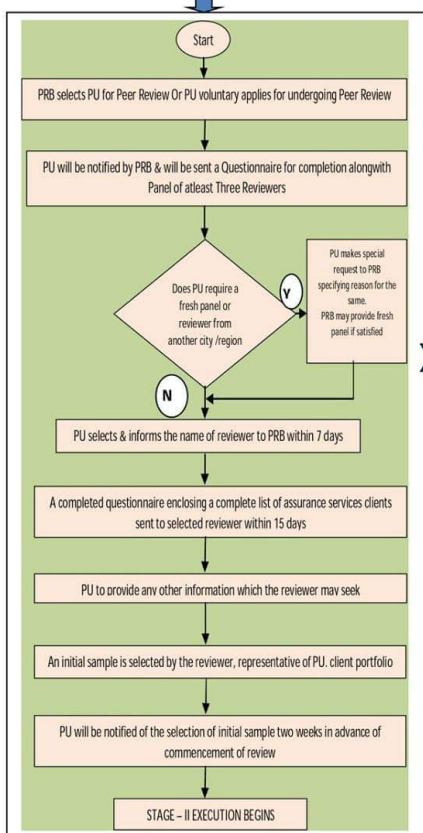 Start
PRB selects PU for Peer Review Or PU voluntary applies for undergoing Peer Review
PU will be notified by PRB & will be sent a Questionnaire for completion alongwith
Panel of atleast Three Reviewers
Does PU require a
fresh panel or
reviewer from
another city /region
Y
PU makes special
request to PRB
specifying reason for the
same.
PRB may provide fresh
panel if satisfied
N
PU selects & informs the name of reviewer to PRB within 7 days
A completed questionnaire enclosing a complete list of assurance services clients
sent to selected reviewer within 15 days
PU to provide any other information which the reviewer may seek
An initial sample is selected by the reviewer, representative of PU. client portfolio
PU will be notified of the selection of initial sample two weeks in advance of
commencement of review
STAGE – II EXECUTION BEGINS